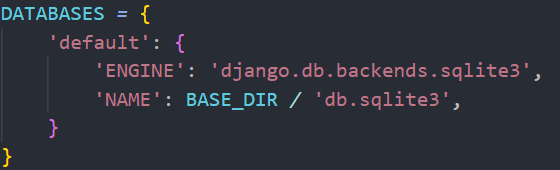 DATABASES = {
    'default': {
        'ENGINE': 'django.db.backends.sqlite3',
        'NAME': BASE_DIR / 'db.sqlite3',
    }
}